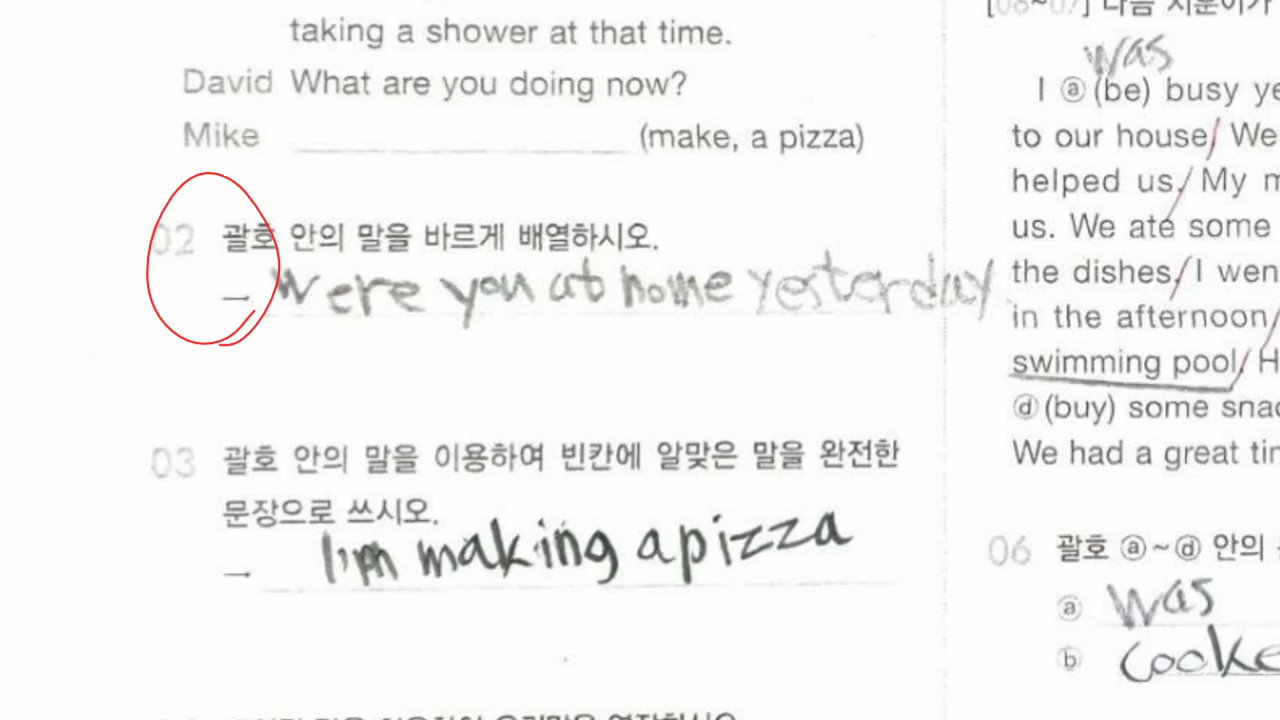 taking a shower at that time.
David What are you doing now?
Mike (make, a pizza)
02 괄호 안의 말을 바르게 배열하시오.
→ Were you at home yesterday
03 괄호 안의 말을 이용하여 빈칸에 알맞은 말을 완전한
문장으로 쓰시오.
→ I'm making a pizza
다음
was
I ⓐ (be) busy
to our house, We
helped us, My
us. We ate some
the dishes, I
in the afternoon
swimming pool,
ⓓ (buy) some
We had a great
06 괄호 ⓐ~ⓓ 안의
ⓐ was
ⓑ